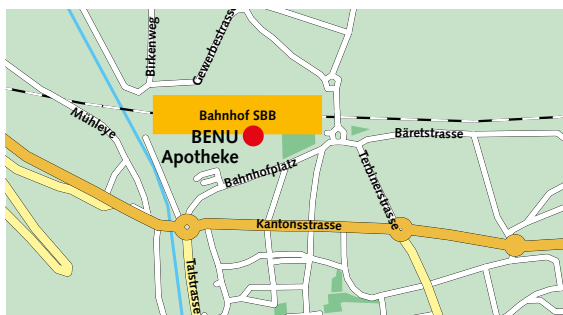 Birkenweg
Gewerbestrasse
Bahnhof SBB
Mühleye
BENU
Apotheke
Bäretstrasse
Bahnhofplatz
Terbinerstrasse
Kantonsstrasse
Talstrasse